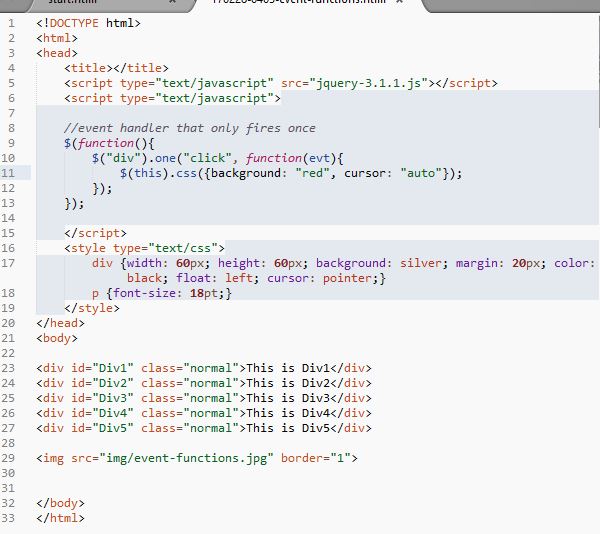 start.html
1 <!DOCTYPE html>
2 <html>
3 <head>
4 <title></title>
5 <script type="text/javascript" src="jquery-3.1.1.js"></script>
6 <script type="text/javascript">
7
8 //event handler that only fires once
9 $(function(){
10 $("div").one("click", function(evt){
11 $(this).css({background: "red", cursor: "auto"});
12 });
13 });
14
15 </script>
16 <style type="text/css">
17 div {width: 60px; height: 60px; background: silver; margin: 20px; color:
black; float: left; cursor: pointer;}
18 p {font-size: 18pt;}
19 </style>
20 </head>
21 <body>
22
23 <div id="Div1" class="normal">This is Div1</div>
24 <div id="Div2" class="normal">This is Div2</div>
25 <div id="Div3" class="normal">This is Div3</div>
26 <div id="Div4" class="normal">This is Div4</div>
27 <div id="Div5" class="normal">This is Div5</div>
28
29 <img src="img/event-functions.jpg" border="1">
30
31
32 </body>
33 </html>